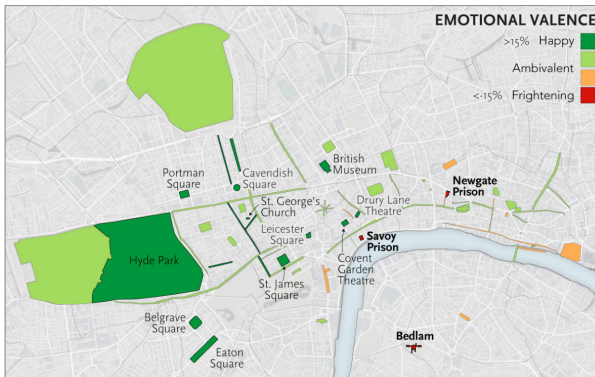 EMOTIONAL VALENCE
>15% Happy
Ambivalent
<-15% Frightening
British
Museum
Portman
Square
Cavendish
Square
Newgate
Prison
St. George's
Church
Drury Lane
Theatre
Leicester
Square
Savoy
Prison
Hyde Park
Covent
Garden
Theatre
St. James
Square
Belgrave
Square
Bedlam
Eaton
Square